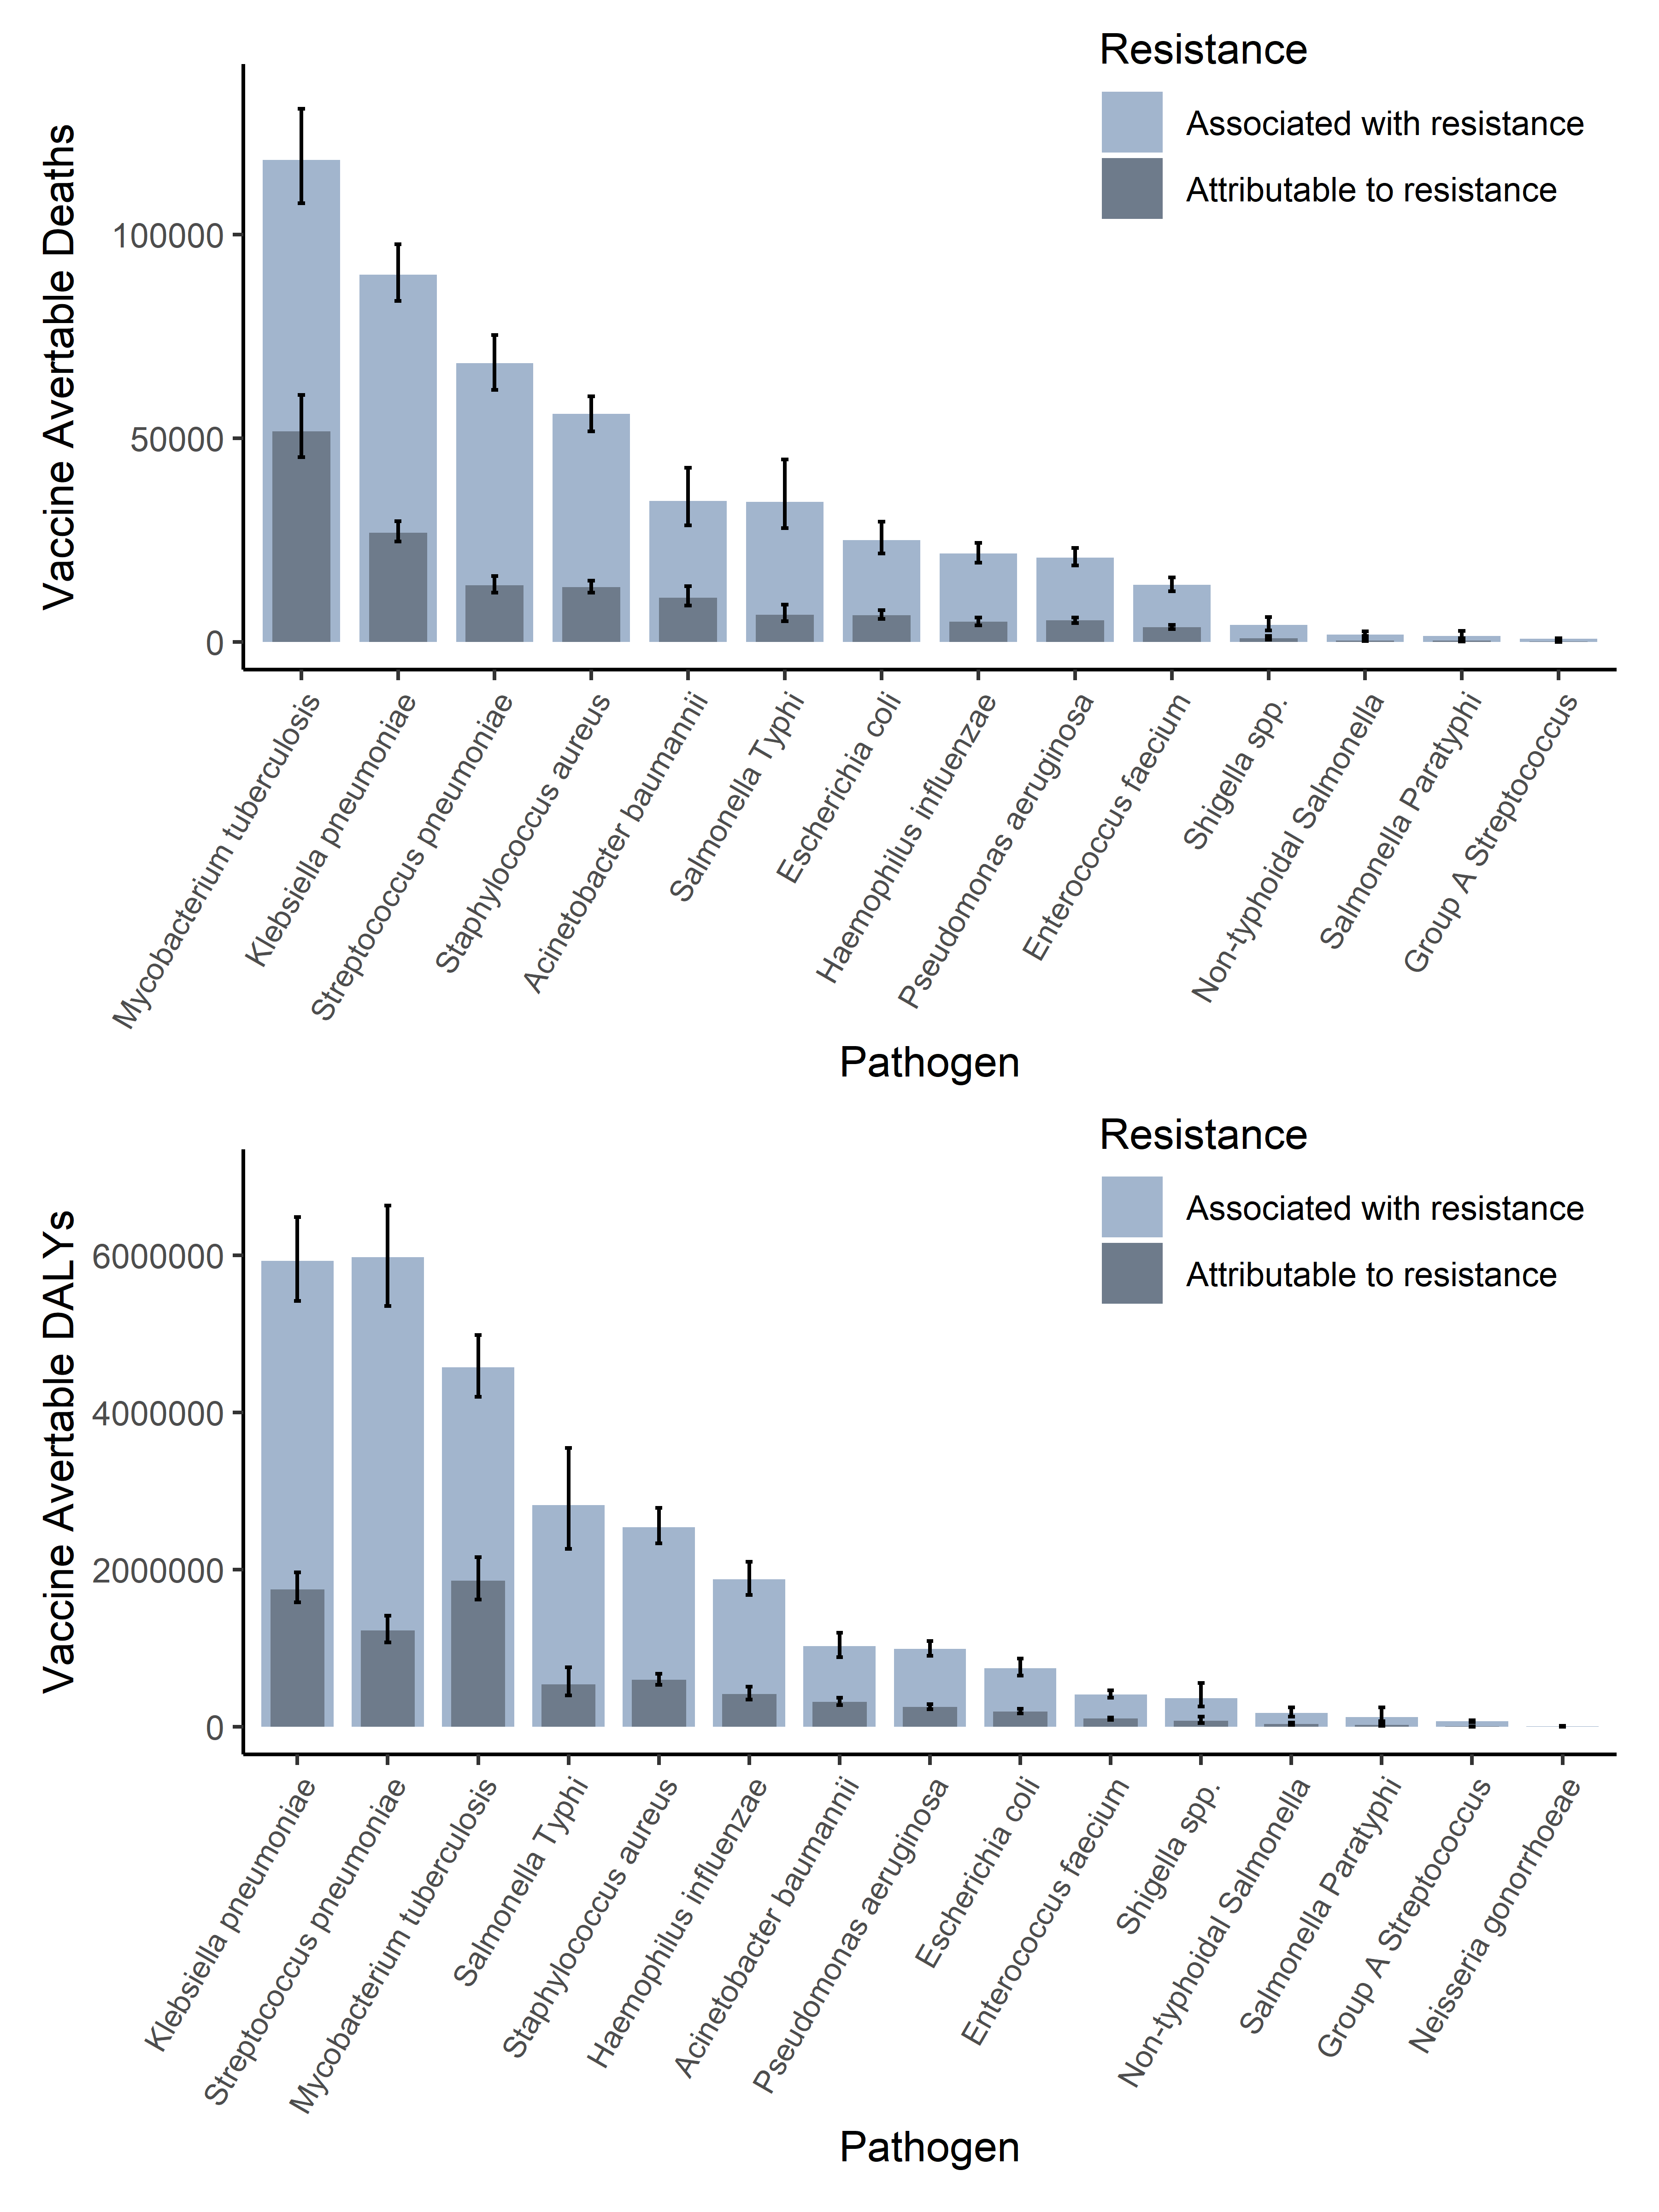 Resistance
Associated with resistance
Attributable to resistance
Vaccine Avertable Deaths
100000
50000
0
Mycobacterium tuberculosis
Klebsiella pneumoniae
Streptococcus pneumoniae
Staphylococcus aureus
Acinetobacter baumannii
Salmonella Typhi
Escherichia coli
Haemophilus influenzae
Pseudomonas aeruginosa
Enterococcus faecium
Shigella spp.
Non-typhoidal Salmonella
Salmonella Paratyphi
Group A Streptococcus
Pathogen
Resistance
Associated with resistance
Attributable to resistance
Vaccine Avertable DALYs
6000000
4000000
2000000
0
Klebsiella pneumoniae
Streptococcus pneumoniae
Mycobacterium tuberculosis
Salmonella Typhi
Staphylococcus aureus
Haemophilus influenzae
Acinetobacter baumannii
Pseudomonas aeruginosa
Escherichia coli
Enterococcus faecium
Shigella spp.
Non-typhoidal Salmonella
Salmonella Paratyphi
Group A Streptococcus
Neisseria gonorrhoeae
Pathogen